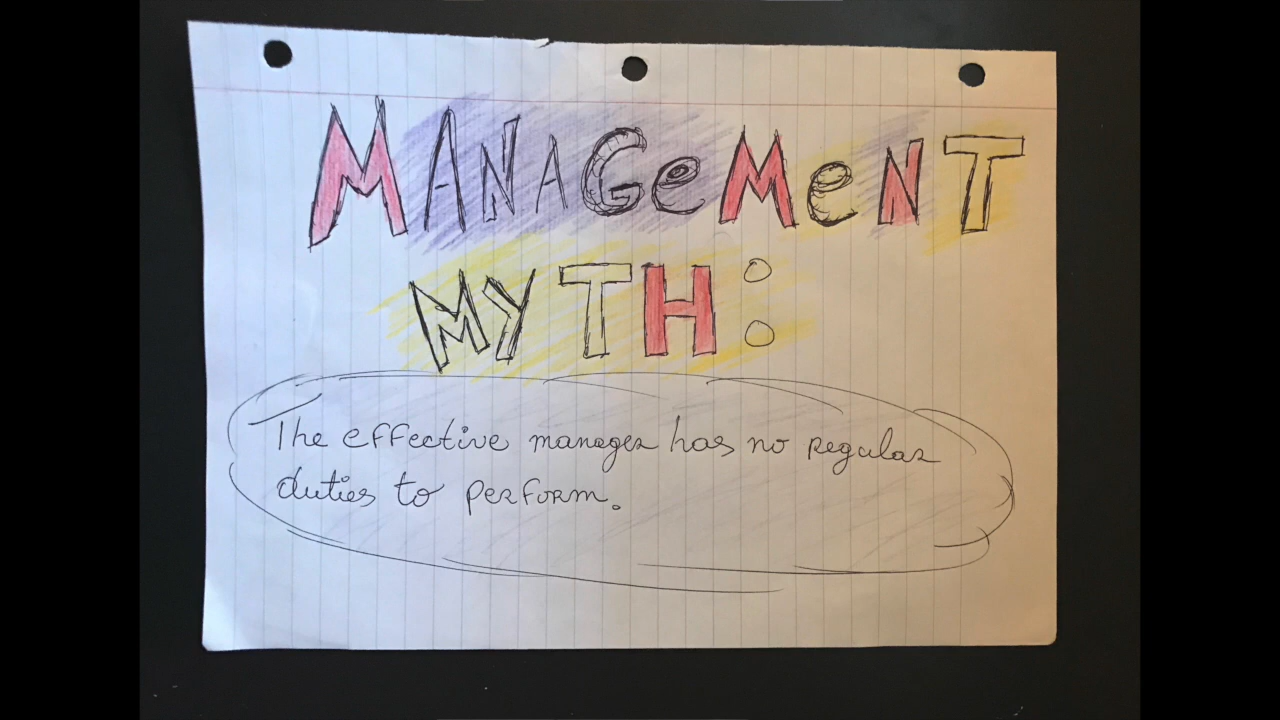 MANAGeMeNT
MYTH:
The effective manager has no regular
duties to perform.